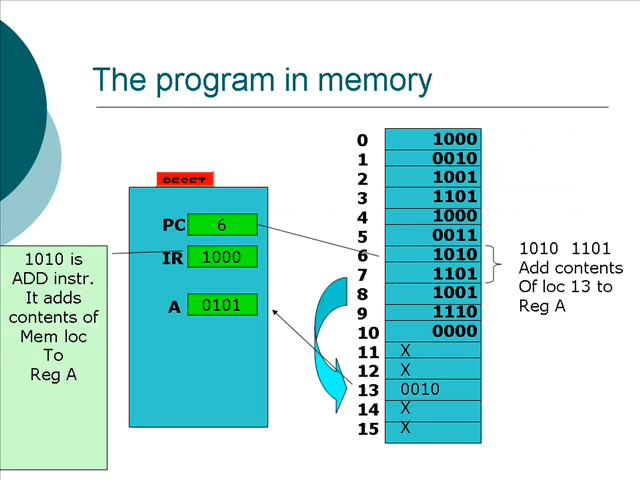 The program in memory
RESET
PC 6
IR 1000
A 0101
1010 is
ADD instr.
It adds
contents of
Mem loc
To
Reg A
0 1000
1 0010
2 1001
3 1101
4 1000
5 0011
6 1010
7 1101
8 1001
9 1110
10 0000
11 X
12 X
13 0010
14 X
15 X
1010 1101
Add contents
Of loc 13 to
Reg A